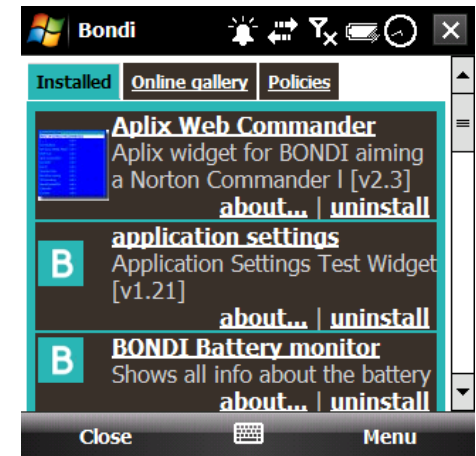 Bondi
Installed Online gallery Policies
Aplix Web Commander
Aplix widget for BONDI aiming
a Norton Commander l [v2.3]
about... | uninstall
application settings
B
Application Settings Test Widget
[v1.21]
about... | uninstall
BONDI Battery monitor
B
Shows all info about the battery
about... | uninstall
Close Menu